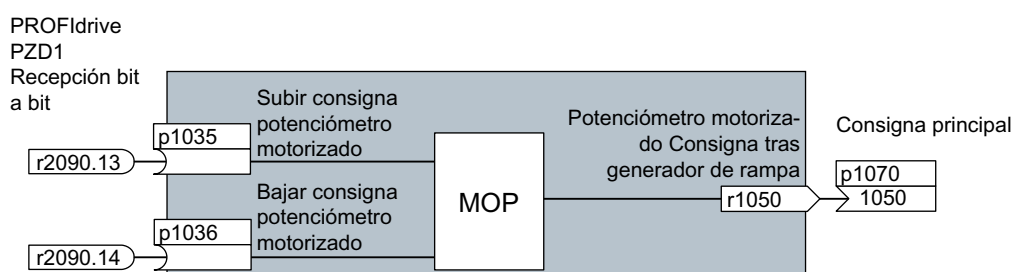 PROFIdrive
PZD1
Recepción bit
a bit
Subir consigna
potenciómetro
motorizado
p1035
r2090.13
Bajar consigna
potenciómetro
motorizado
p1036
r2090.14
MOP
Potenciómetro motoriza-
do Consigna tras
generador de rampa
r1050
Consigna principal
p1070
1050